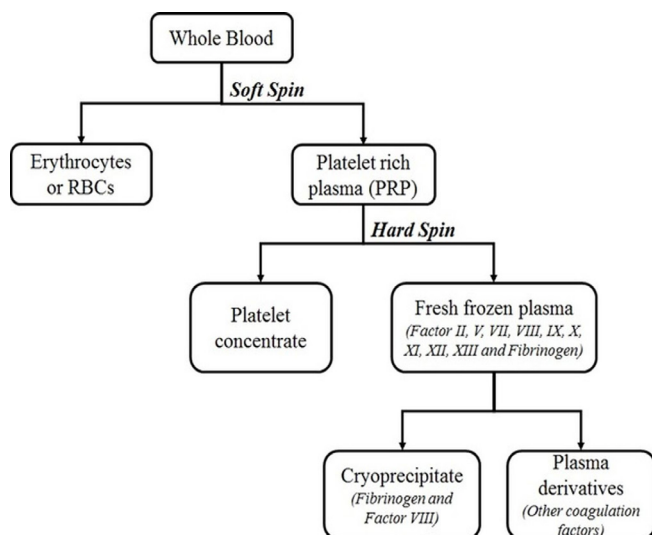 Whole Blood
Soft Spin
Erythrocytes
or RBCs
Platelet rich
plasma (PRP)
Hard Spin
Platelet
concentrate
Fresh frozen plasma
(Factor II, V, VII, VIII, IX, X,
XI, XII, XIII and Fibrinogen)
Cryoprecipitate
(Fibrinogen and
Factor VIII)
Plasma
derivatives
(Other coagulation
factors)